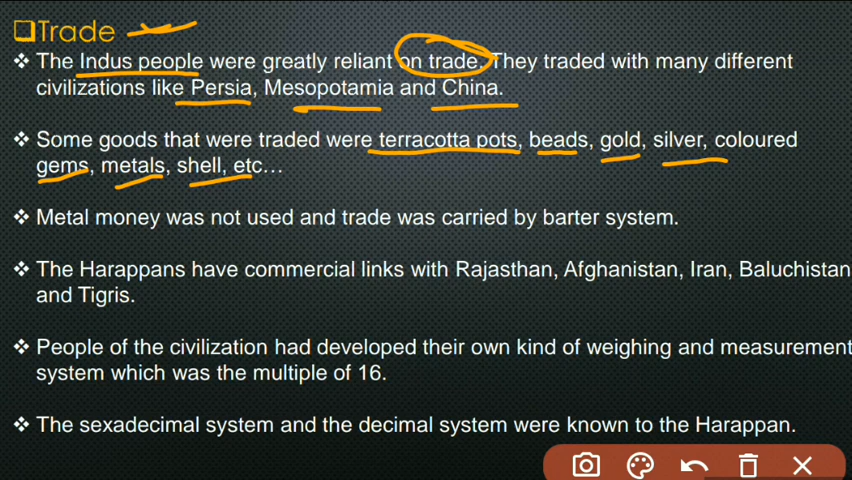 Trade
❖ The Indus people were greatly reliant on trade. They traded with many different
civilizations like Persia, Mesopotamia and China.
❖ Some goods that were traded were terracotta pots, beads, gold, silver, coloured
gems, metals, shell, etc…
❖ Metal money was not used and trade was carried by barter system.
❖ The Harappans have commercial links with Rajasthan, Afghanistan, Iran, Baluchistan
and Tigris.
❖ People of the civilization had developed their own kind of weighing and measurement
system which was the multiple of 16.
❖ The sexadecimal system and the decimal system were known to the Harappan.